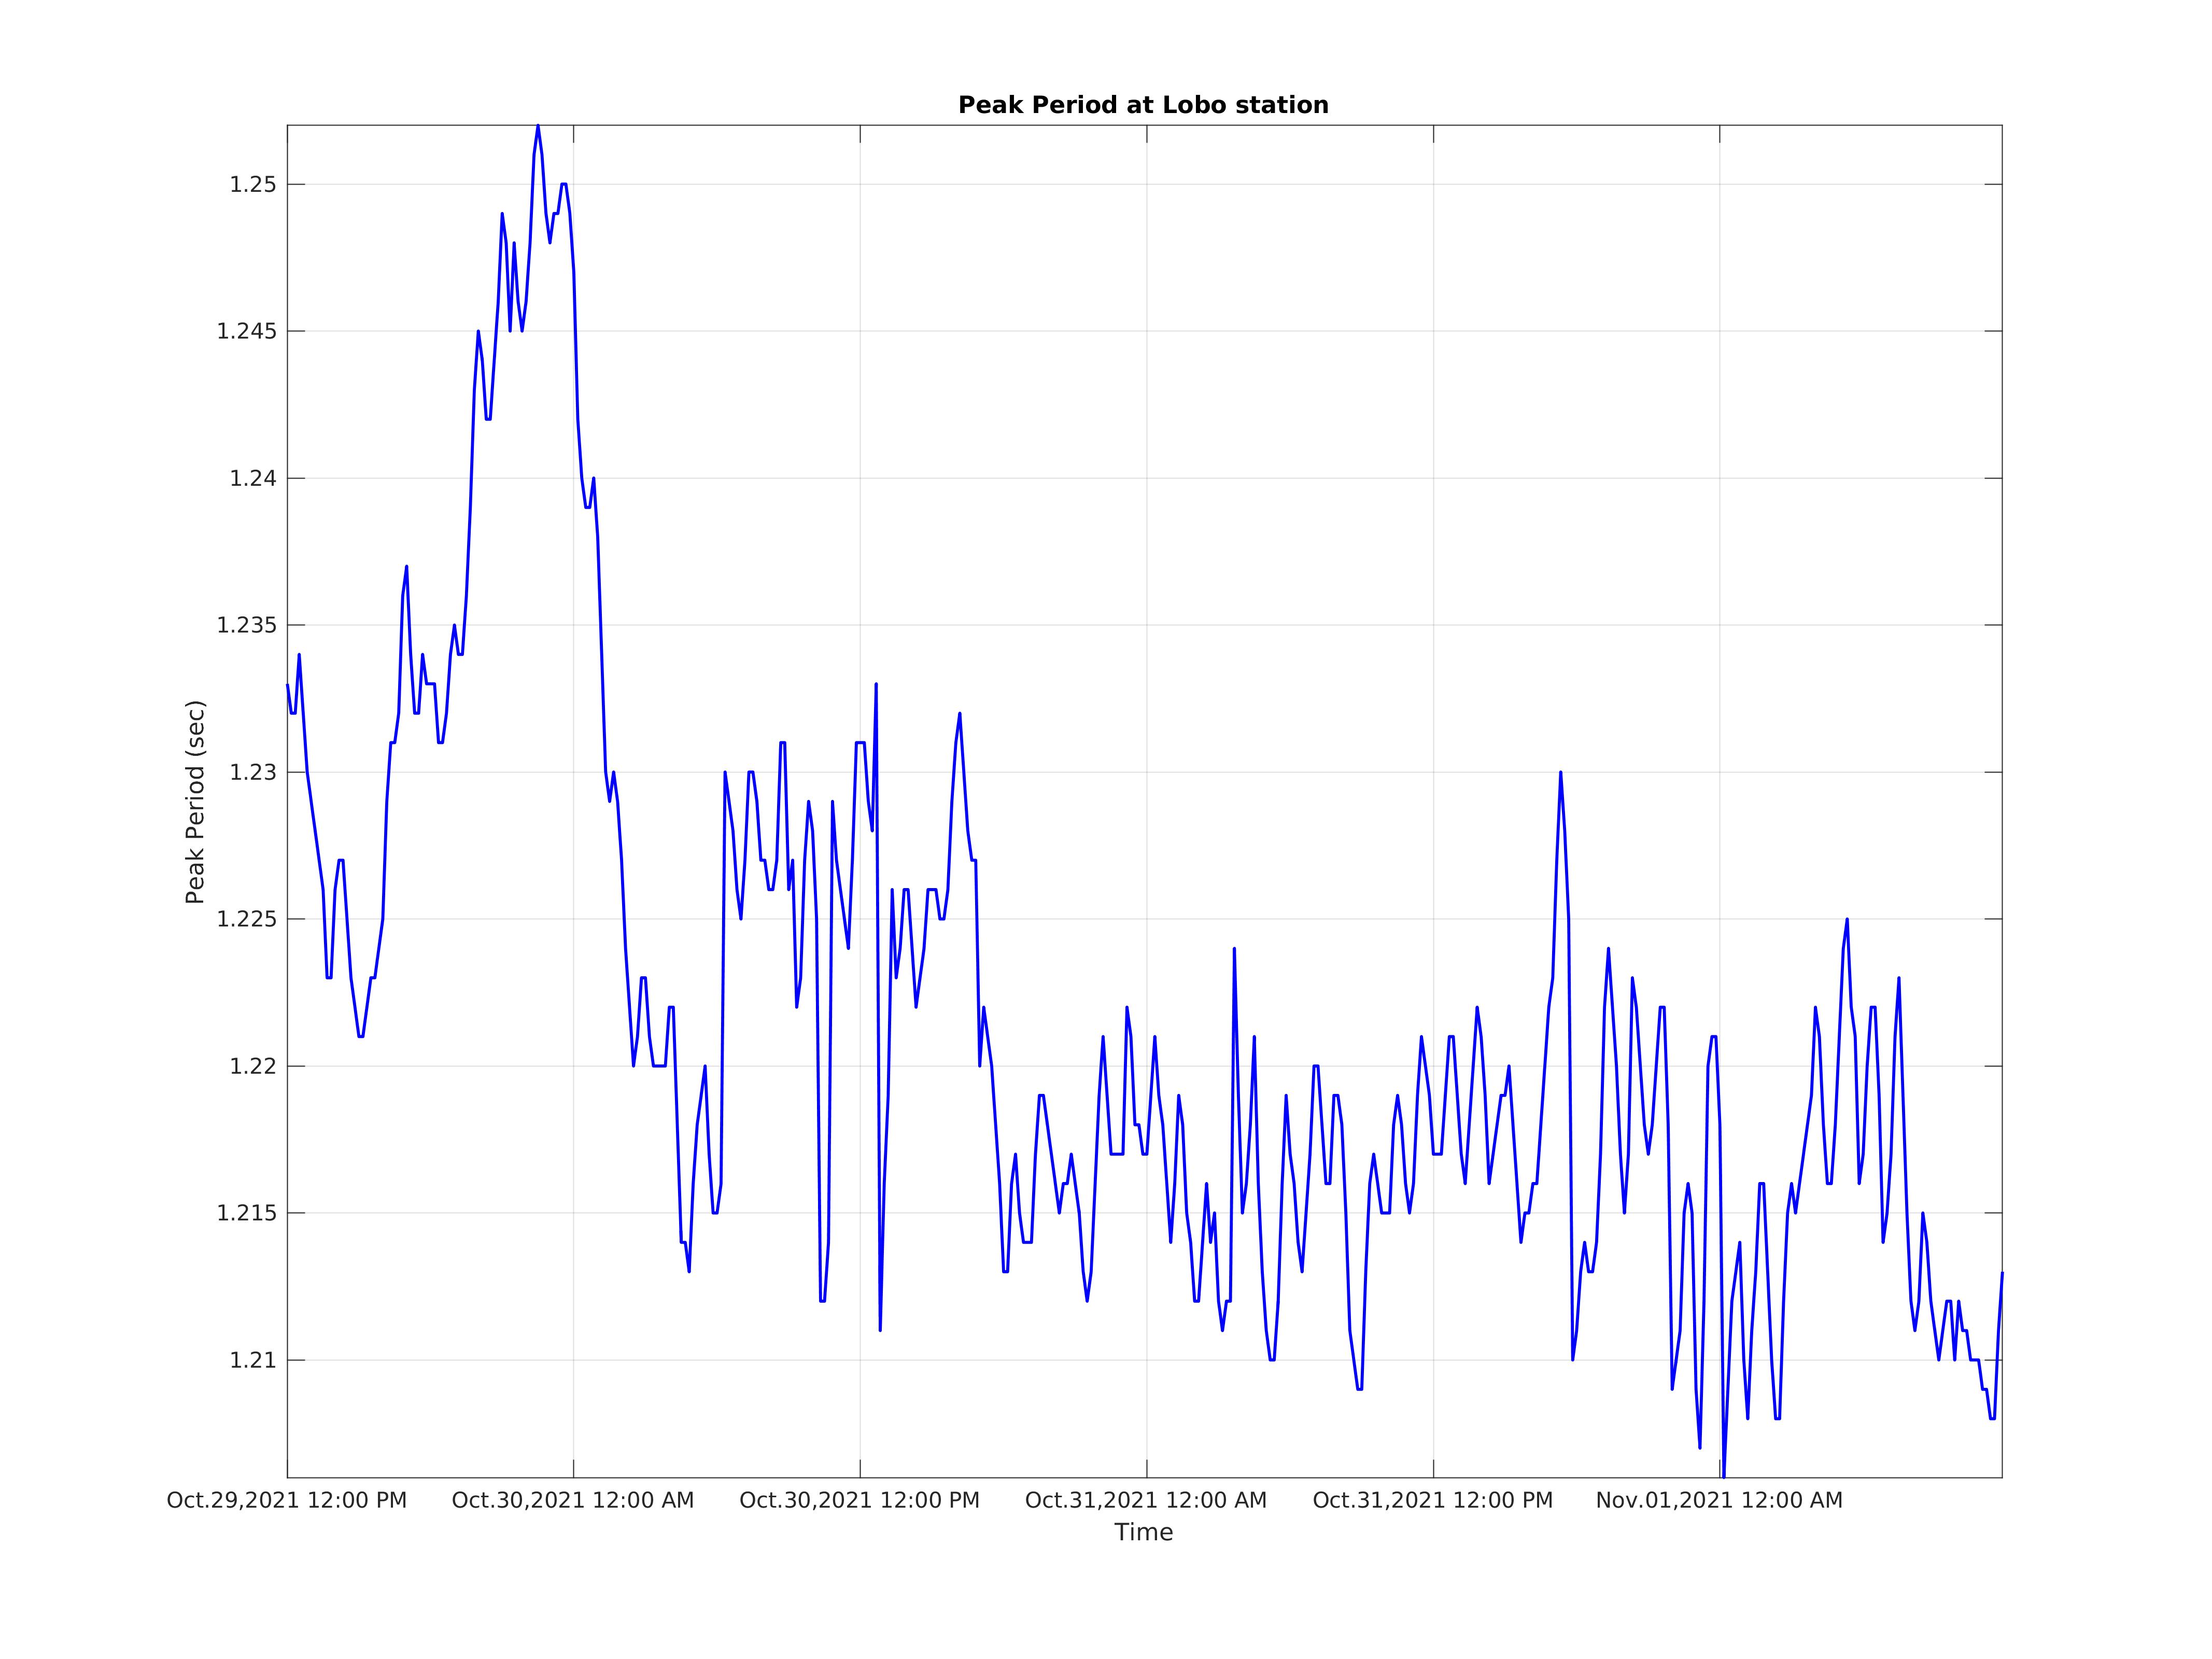 Peak Period at Lobo station
1.25
1.245
1.24
1.235
1.23
1.225
1.22
1.215
1.21
Peak Period (sec)
Oct.29,2021 12:00 PM Oct.30,2021 12:00 AM Oct.30,2021 12:00 PM Oct.31,2021 12:00 AM Oct.31,2021 12:00 PM Nov.01,2021 12:00 AM
Time